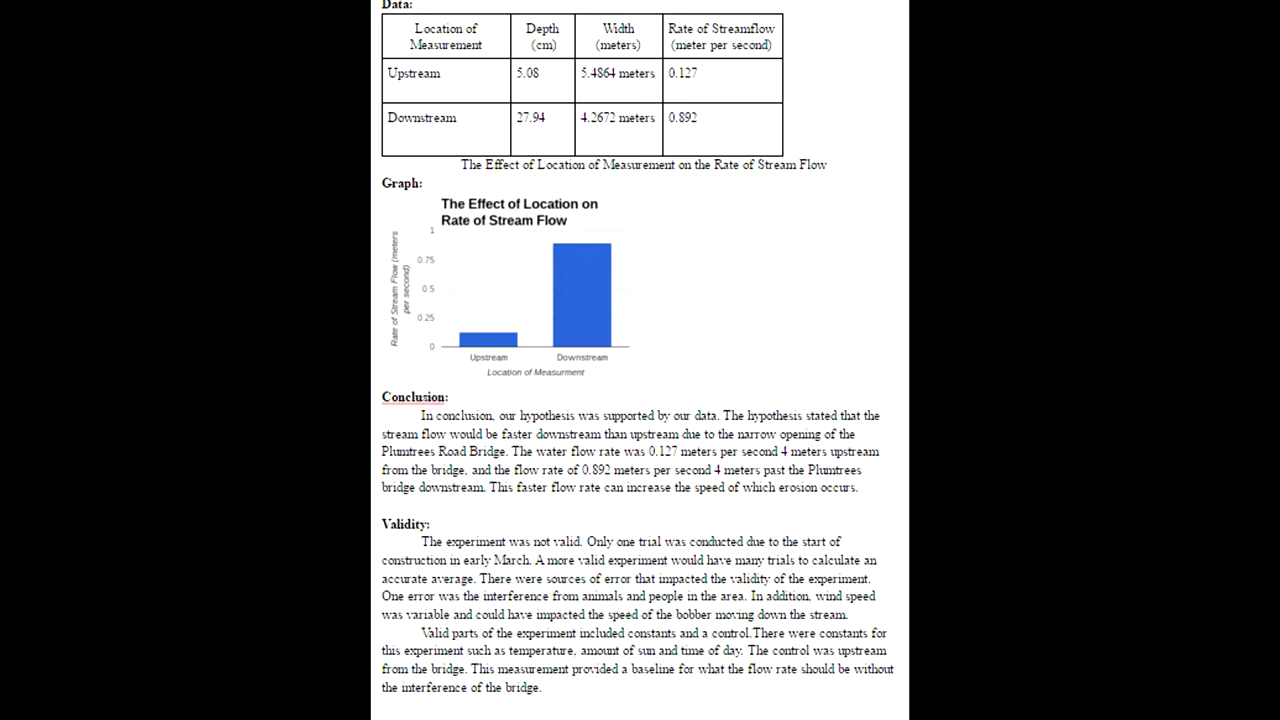 Data:
Location of Measurement
Depth (cm)
Width (meters)
Rate of Streamflow (meter per second)
Upstream
5.08
5.4864 meters
0.127
Downstream
27.94
4.2672 meters
0.892
The Effect of Location of Measurement on the Rate of Stream Flow
Graph:
The Effect of Location on
Rate of Stream Flow
Rate of Stream Flow (meters
per second)
1
0.75
0.5
0.25
0
Upstream
Downstream
Location of Measurment
Conclusion:
In conclusion, our hypothesis was supported by our data. The hypothesis stated that the
stream flow would be faster downstream than upstream due to the narrow opening of the
Plumtrees Road Bridge. The water flow rate was 0.127 meters per second 4 meters upstream
from the bridge, and the flow rate of 0.892 meters per second 4 meters past the Plumtrees
bridge downstream. This faster flow rate can increase the speed of which erosion occurs.
Validity:
The experiment was not valid. Only one trial was conducted due to the start of
construction in early March. A more valid experiment would have many trials to calculate an
accurate average. There were sources of error that impacted the validity of the experiment.
One error was the interference from animals and people in the area. In addition, wind speed
was variable and could have impacted the speed of the bobber moving down the stream.
Valid parts of the experiment included constants and a control.There were constants for
this experiment such as temperature, amount of sun and time of day. The control was upstream
from the bridge. This measurement provided a baseline for what the flow rate should be without
the interference of the bridge.